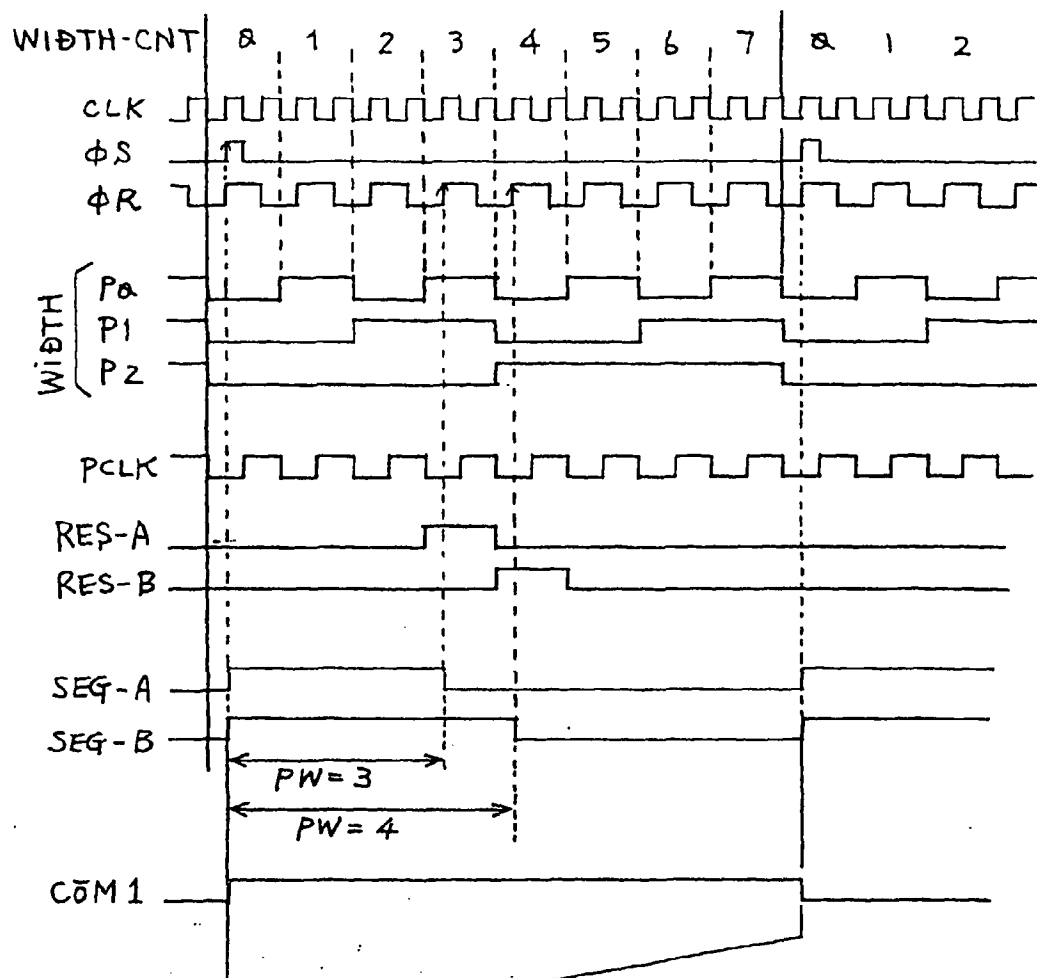 WIDTH-CNT 0 1 2 3 4 5 6 7 0 1 2
CLK
ΦS
ΦR
WIDTH
P0
P1
P2
PCLK
RES-A
RES-B
SEG-A
SEG-B
PW=3
PW=4
COM1